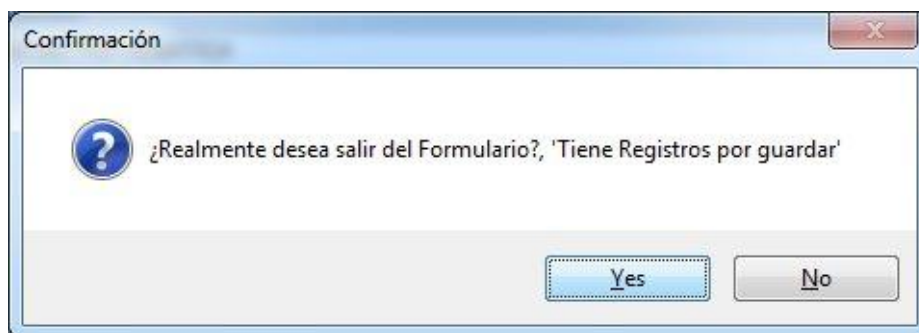 Confirmación
¿Realmente desea salir del Formulario?, 'Tiene Registros por guardar'
Yes No